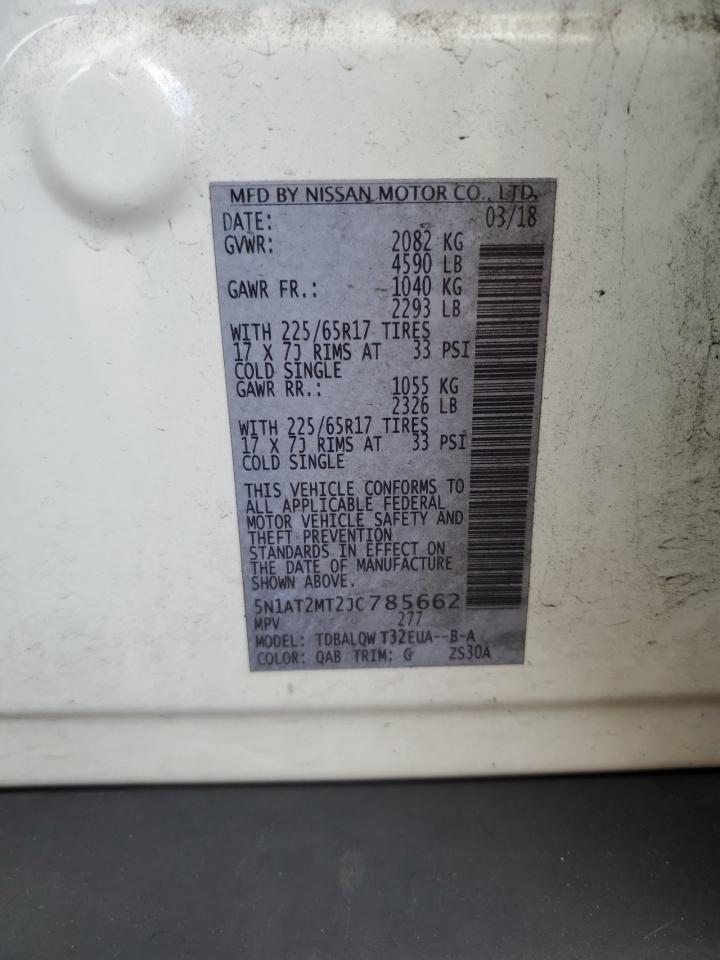 MFD BY NISSAN MOTOR CO., LTD.
DATE: 03/18
GVWR: 2082 KG
4590 LB
GAWR FR.: 1040 KG
2293 LB
WITH 225/65R17 TIRES
17 X 7J RIMS AT 33 PSI
COLD SINGLE
GAWR RR.: 1055 KG
2326 LB
WITH 225/65R17 TIRES
17 X 7J RIMS AT 33 PSI
COLD SINGLE
THIS VEHICLE CONFORMS TO
ALL APPLICABLE FEDERAL
MOTOR VEHICLE SAFETY AND
THEFT PREVENTION
STANDARDS IN EFFECT ON
THE DATE OF MANUFACTURE
SHOWN ABOVE.
5N1AT2MT2JC785662
MPV 277
MODEL: TDBALQW T32EUA--B-A
COLOR: QAB TRIM: G ZS30A